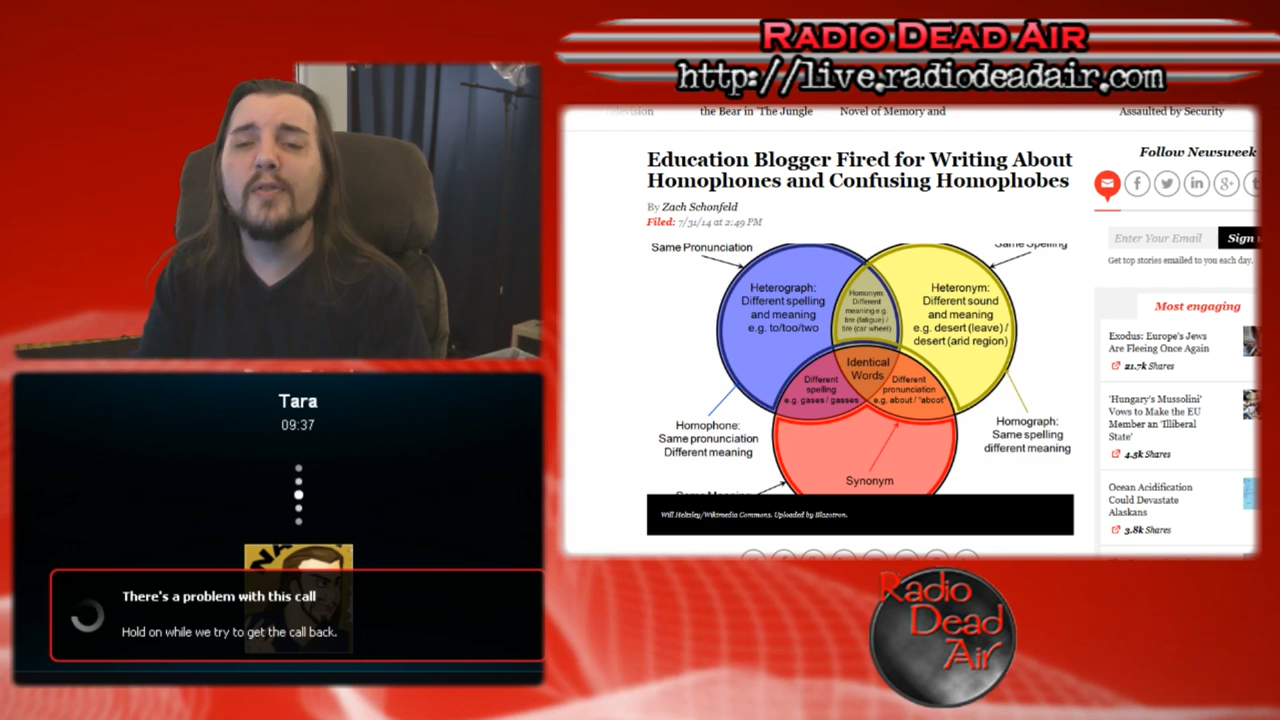 Radio Dead Air
http://live.radiodeadair.com
the Bear in 'The Jungle
Novel of Memory and
Assaulted by Security
Education Blogger Fired for Writing About
Homophones and Confusing Homophobes
By Zach Schonfeld
Filed: 7/31/14 at 2:49 PM
Follow Newsweek
Enter Your Email
Sign
Get top stories emailed to you each day.
Most engaging
Exodus: Europe's Jews
Are Fleeing Once Again
21.7k Shares
'Hungary's Mussolini'
Vows to Make the EU
Member an 'Illiberal
State'
4.5k Shares
Ocean Acidification
Could Devastate
Alaskans
3.8k Shares
Same Pronunciation
Same Spelling
Heterograph:
Different spelling
and meaning
e.g. to/too/two
Homonym:
Different
meaning e.g.
tire (fatigue) /
tire (car wheel)
Heteronym:
Different sound
and meaning
e.g. desert (leave) /
desert (arid region)
Identical
Words
Different
spelling
e.g. gases / gasses
Different
pronunciation
e.g. about / "aboot"
Homophone:
Same pronunciation
Different meaning
Homograph:
Same spelling
different meaning
Synonym
Same Meaning
Will Heltsley/Wikimedia Commons. Uploaded by Blazotron.
Tara
09:37
There's a problem with this call
Hold on while we try to get the call back.
Radio
Dead
Air